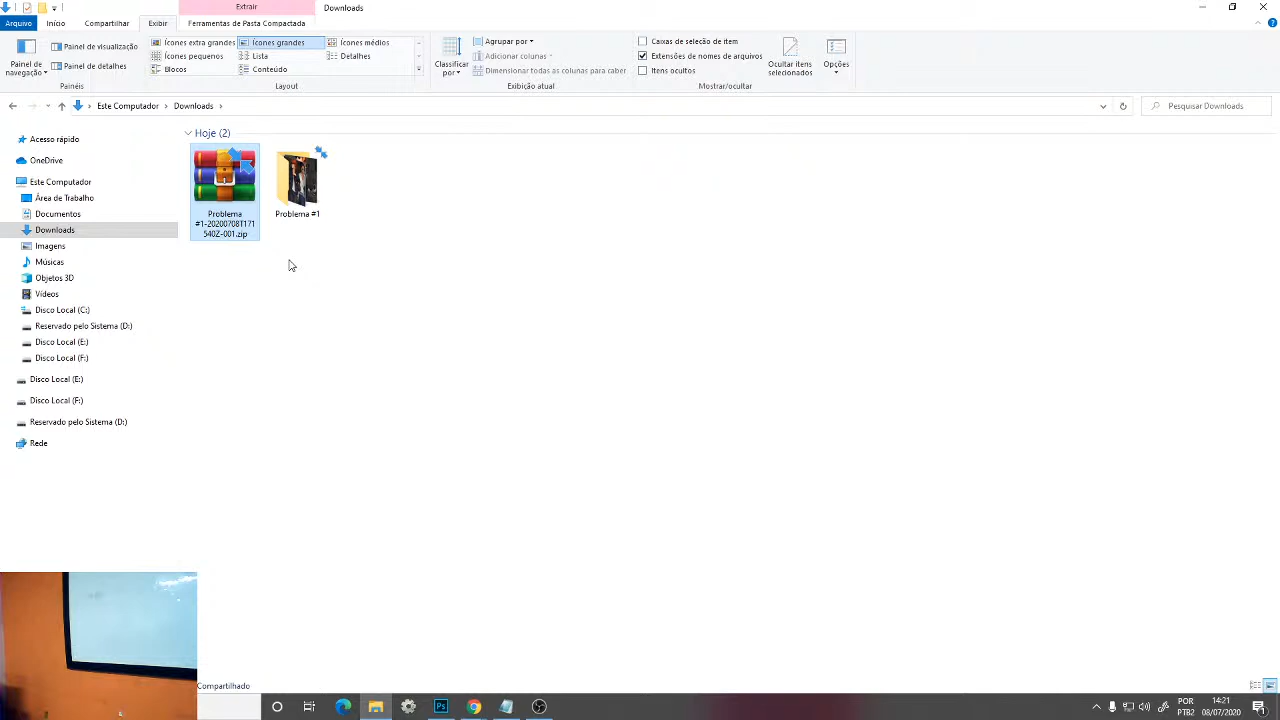 Extrair
Downloads
Arquivo
Início
Compartilhar
Exibir
Ferramentas de Pasta Compactada
Painel de navegação
Painel de visualização
Painel de detalhes
Painéis
Ícones extra grandes
Ícones grandes
Ícones médios
Ícones pequenos
Lista
Detalhes
Blocos
Conteúdo
Layout
Classificar por
Agrupar por
Adicionar colunas
Dimensionar todas as colunas para caber
Exibição atual
Caixas de seleção de item
Extensões de nomes de arquivos
Itens ocultos
Ocultar itens selecionados
Opções
Mostrar/ocultar
Este Computador
Downloads
Pesquisar Downloads
Acesso rápido
OneDrive
Este Computador
Área de Trabalho
Documentos
Downloads
Imagens
Músicas
Objetos 3D
Vídeos
Disco Local (C:)
Reservado pelo Sistema (D:)
Disco Local (E:)
Disco Local (F:)
Disco Local (E:)
Disco Local (F:)
Reservado pelo Sistema (D:)
Rede
Hoje (2)
Problema
#1-20200708T171
540Z-001.zip
Problema #1
Compartilhado
Ps
POR
PTB2
14:21
08/07/2020
1